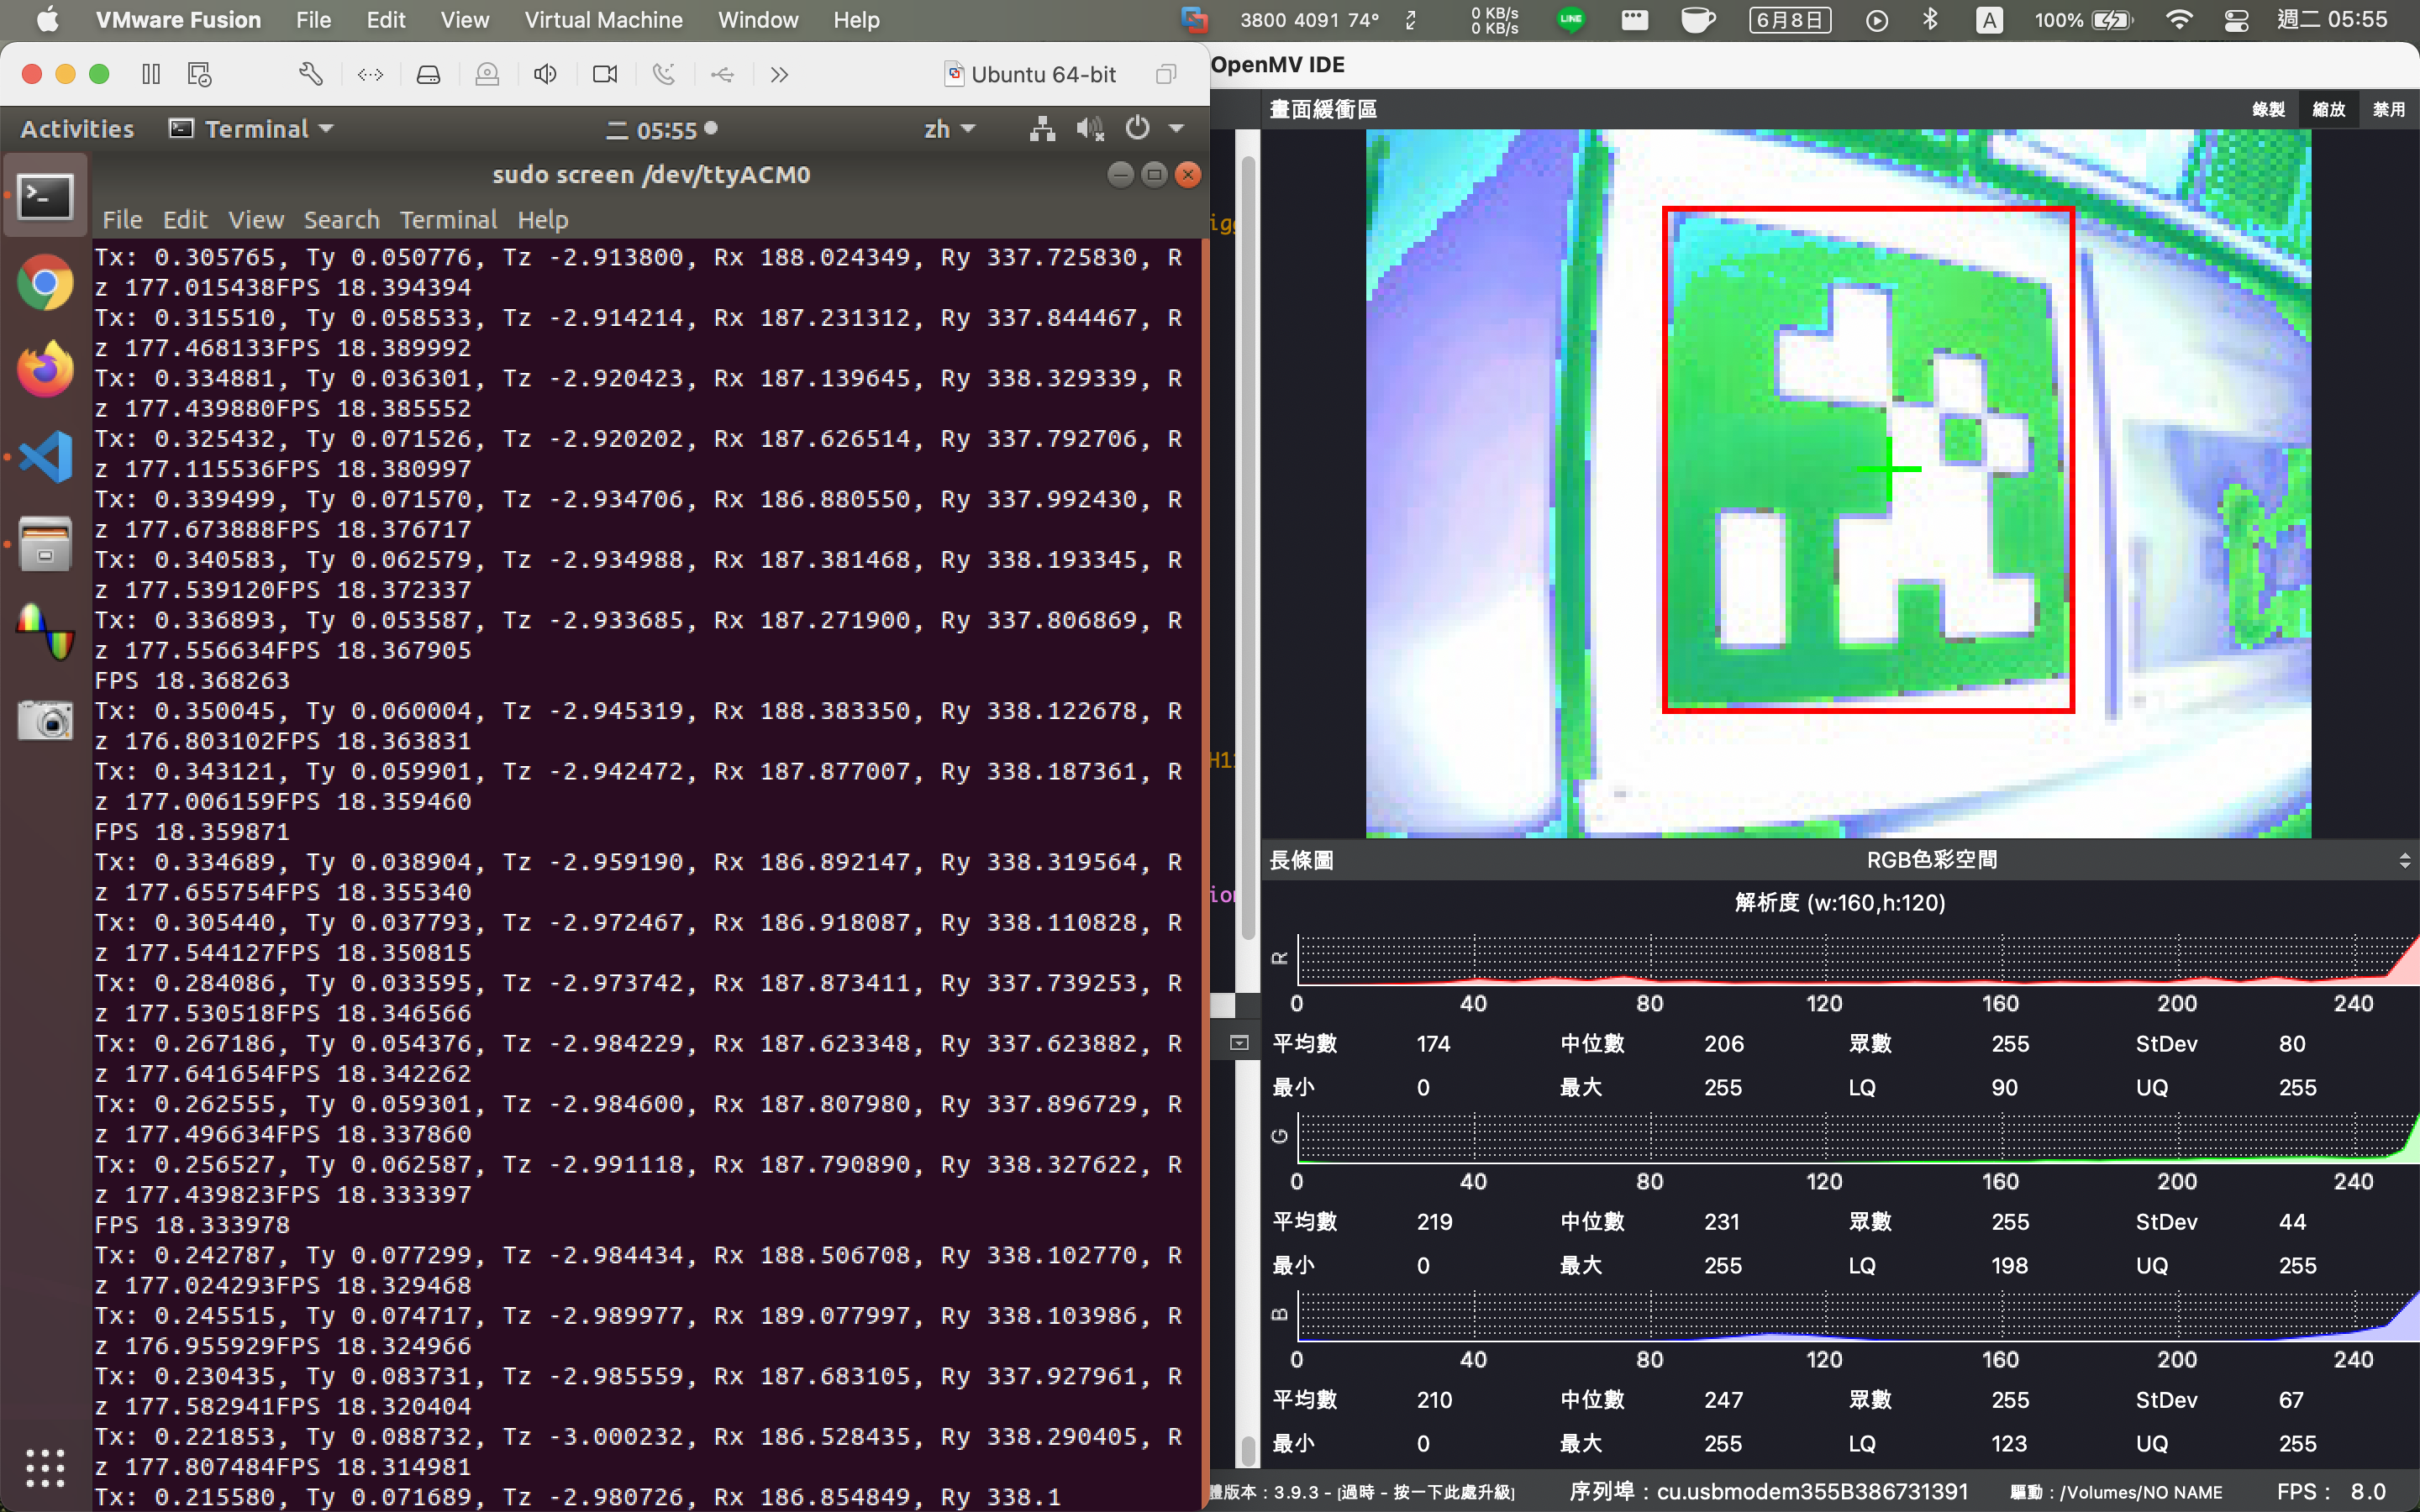 VMware Fusion File Edit View Virtual Machine Window Help 3800 4091 74° 0 KB/s 0 KB/s LINE 6月8日 A 100% 週二 05:55
Ubuntu 64-bit
Activities Terminal 二 05:55 zh
sudo screen /dev/ttyACM0
File Edit View Search Terminal Help
Tx: 0.305765, Ty 0.050776, Tz -2.913800, Rx 188.024349, Ry 337.725830, R
z 177.015438FPS 18.394394
Tx: 0.315510, Ty 0.058533, Tz -2.914214, Rx 187.231312, Ry 337.844467, R
z 177.468133FPS 18.389992
Tx: 0.334881, Ty 0.036301, Tz -2.920423, Rx 187.139645, Ry 338.329339, R
z 177.439880FPS 18.385552
Tx: 0.325432, Ty 0.071526, Tz -2.920202, Rx 187.626514, Ry 337.792706, R
z 177.115536FPS 18.380997
Tx: 0.339499, Ty 0.071570, Tz -2.934706, Rx 186.880550, Ry 337.992430, R
z 177.673888FPS 18.376717
Tx: 0.340583, Ty 0.062579, Tz -2.934988, Rx 187.381468, Ry 338.193345, R
z 177.539120FPS 18.372337
Tx: 0.336893, Ty 0.053587, Tz -2.933685, Rx 187.271900, Ry 337.806869, R
z 177.556634FPS 18.367905
FPS 18.368263
Tx: 0.350045, Ty 0.060004, Tz -2.945319, Rx 188.383350, Ry 338.122678, R
z 176.803102FPS 18.363831
Tx: 0.343121, Ty 0.059901, Tz -2.942472, Rx 187.877007, Ry 338.187361, R
z 177.006159FPS 18.359460
FPS 18.359871
Tx: 0.334689, Ty 0.038904, Tz -2.959190, Rx 186.892147, Ry 338.319564, R
z 177.655754FPS 18.355340
Tx: 0.305440, Ty 0.037793, Tz -2.972467, Rx 186.918087, Ry 338.110828, R
z 177.544127FPS 18.350815
Tx: 0.284086, Ty 0.033595, Tz -2.973742, Rx 187.873411, Ry 337.739253, R
z 177.530518FPS 18.346566
Tx: 0.267186, Ty 0.054376, Tz -2.984229, Rx 187.623348, Ry 337.623882, R
z 177.641654FPS 18.342262
Tx: 0.262555, Ty 0.059301, Tz -2.984600, Rx 187.807980, Ry 337.896729, R
z 177.496634FPS 18.337860
Tx: 0.256527, Ty 0.062587, Tz -2.991118, Rx 187.790890, Ry 338.327622, R
z 177.439823FPS 18.333397
FPS 18.333978
Tx: 0.242787, Ty 0.077299, Tz -2.984434, Rx 188.506708, Ry 338.102770, R
z 177.024293FPS 18.329468
Tx: 0.245515, Ty 0.074717, Tz -2.989977, Rx 189.077997, Ry 338.103986, R
z 176.955929FPS 18.324966
Tx: 0.230435, Ty 0.083731, Tz -2.985559, Rx 187.683105, Ry 337.927961, R
z 177.582941FPS 18.320404
Tx: 0.221853, Ty 0.088732, Tz -3.000232, Rx 186.528435, Ry 338.290405, R
z 177.807484FPS 18.314981
Tx: 0.215580, Ty 0.071689, Tz -2.980726, Rx 186.854849, Ry 338.1
OpenMV IDE
畫面緩衝區 錄製 縮放 禁用
igg
H11
ion
長條圖 RGB色彩空間
解析度 (w:160,h:120)
R
0 40 80 120 160 200 240
平均數 174 中位數 206 眾數 255 StDev 80
最小 0 最大 255 LQ 90 UQ 255
G
0 40 80 120 160 200 240
平均數 219 中位數 231 眾數 255 StDev 44
最小 0 最大 255 LQ 198 UQ 255
B
0 40 80 120 160 200 240
平均數 210 中位數 247 眾數 255 StDev 67
最小 0 最大 255 LQ 123 UQ 255
體版本：3.9.3 - [過時 - 按一下此處升級] 序列埠：cu.usbmodem355B386731391 驅動：/Volumes/NO NAME FPS： 8.0